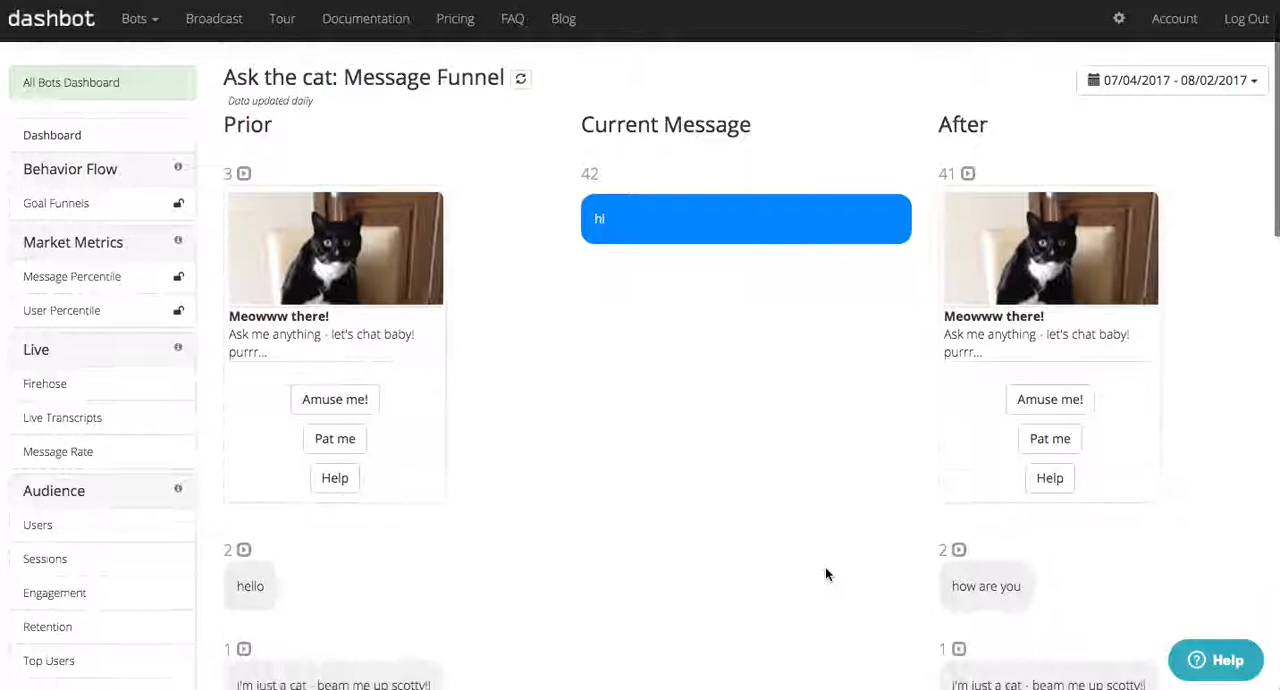 dashbot Bots Broadcast Tour Documentation Pricing FAQ Blog Account Log Out
All Bots Dashboard
Dashboard
Behavior Flow
Goal Funnels
Market Metrics
Message Percentile
User Percentile
Live
Firehose
Live Transcripts
Message Rate
Audience
Users
Sessions
Engagement
Retention
Top Users
Ask the cat: Message Funnel
07/04/2017 - 08/02/2017
Data updated daily
Prior
3
Meowww there!
Ask me anything - let's chat baby!
purrr...
Amuse me!
Pat me
Help
2
hello
1
i'm just a cat - beam me up scotty!!
Current Message
42
hi
After
41
Meowww there!
Ask me anything - let's chat baby!
purrr...
Amuse me!
Pat me
Help
2
how are you
1
i'm just a cat - beam me up scotty!!
Help